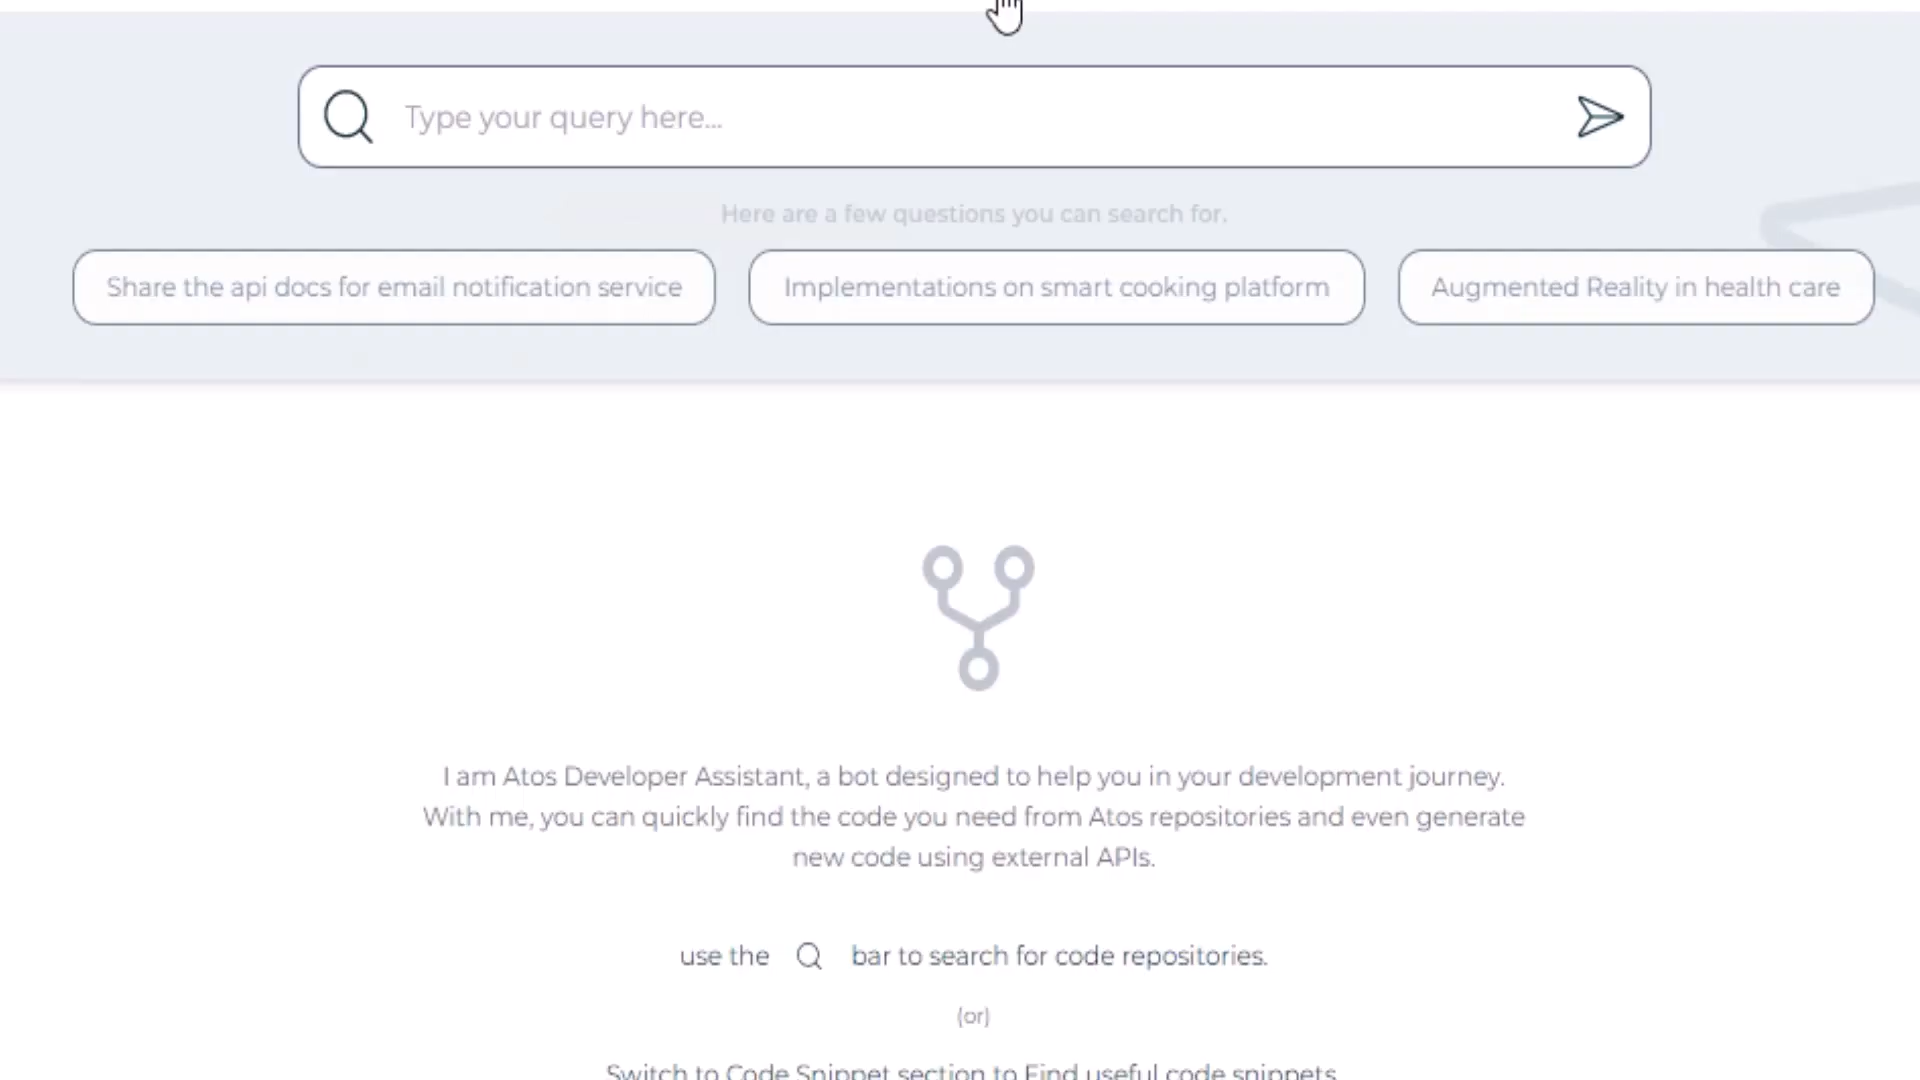 Type your query here...
Here are a few questions you can search for.
Share the api docs for email notification service
Implementations on smart cooking platform
Augmented Reality in health care
I am Atos Developer Assistant, a bot designed to help you in your development journey.
With me, you can quickly find the code you need from Atos repositories and even generate
new code using external APIs.
use the bar to search for code repositories.
(or)
Switch to Code Snippet section to Find useful code snippets